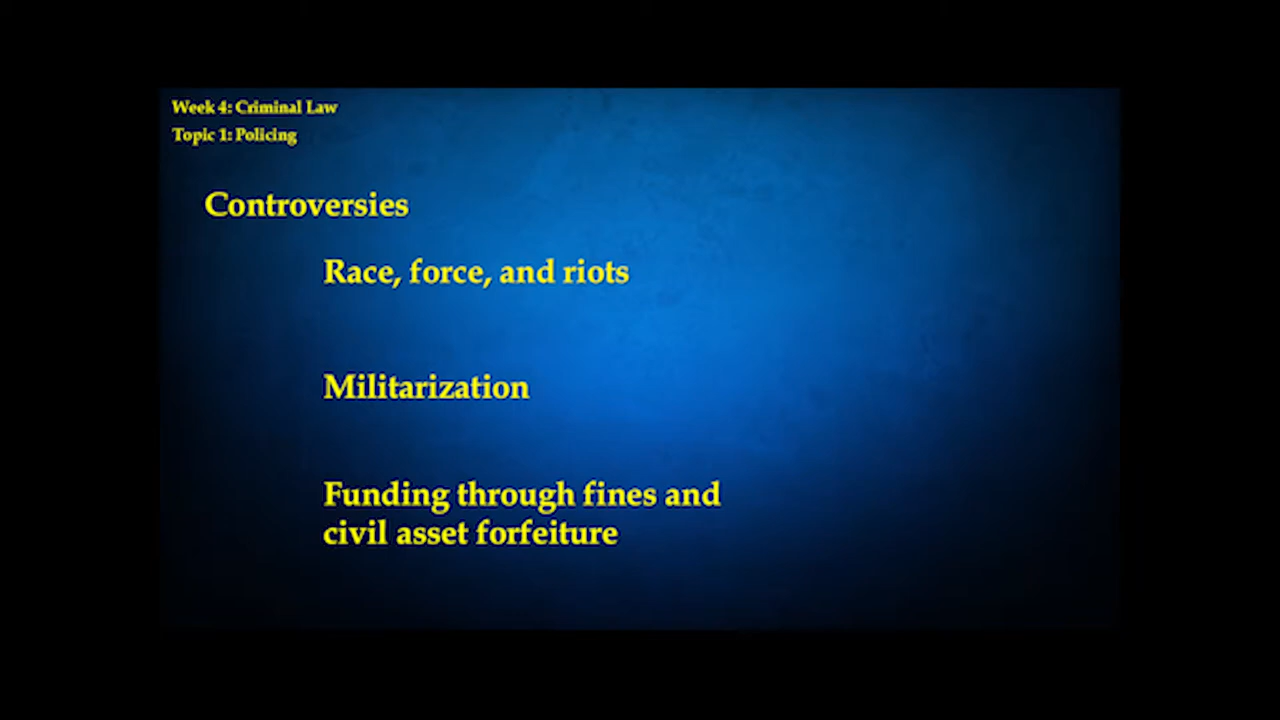 Week 4: Criminal Law
Topic 1: Policing
Controversies
Race, force, and riots
Militarization
Funding through fines and
civil asset forfeiture